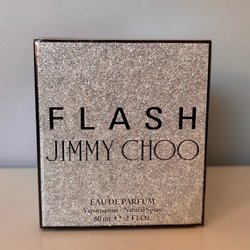 FLASH
JIMMY CHOO
EAU DE PARFUM
Vaporisateur - Natural Spray
60 ml e 2 FL. OZ.